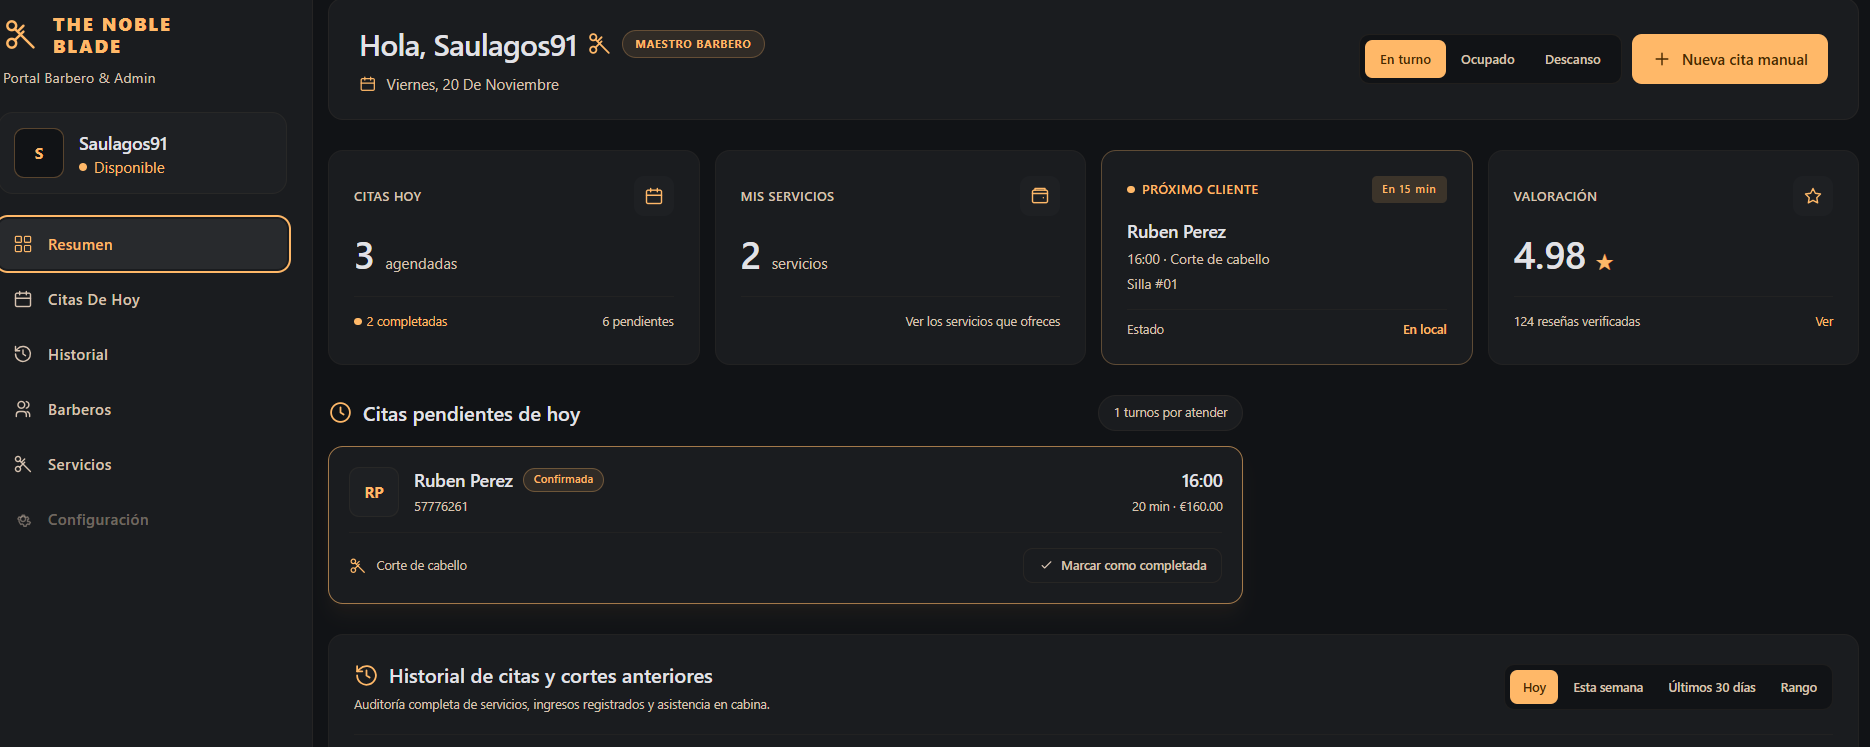 THE NOBLE
BLADE
Portal Barbero & Admin
S
Saulagos91
Disponible
Resumen
Citas De Hoy
Historial
Barberos
Servicios
Configuración
Hola, Saulagos91
MAESTRO BARBERO
Viernes, 20 De Noviembre
En turno
Ocupado
Descanso
+ Nueva cita manual
CITAS HOY
3 agendadas
2 completadas
6 pendientes
MIS SERVICIOS
2 servicios
Ver los servicios que ofreces
PRÓXIMO CLIENTE
En 15 min
Ruben Perez
16:00 · Corte de cabello
Silla #01
Estado
En local
VALORACIÓN
4.98 ★
124 reseñas verificadas
Ver
Citas pendientes de hoy
1 turnos por atender
RP
Ruben Perez
Confirmada
57776261
16:00
20 min · €160.00
Corte de cabello
Marcar como completada
Historial de citas y cortes anteriores
Auditoría completa de servicios, ingresos registrados y asistencia en cabina.
Hoy
Esta semana
Últimos 30 días
Rango